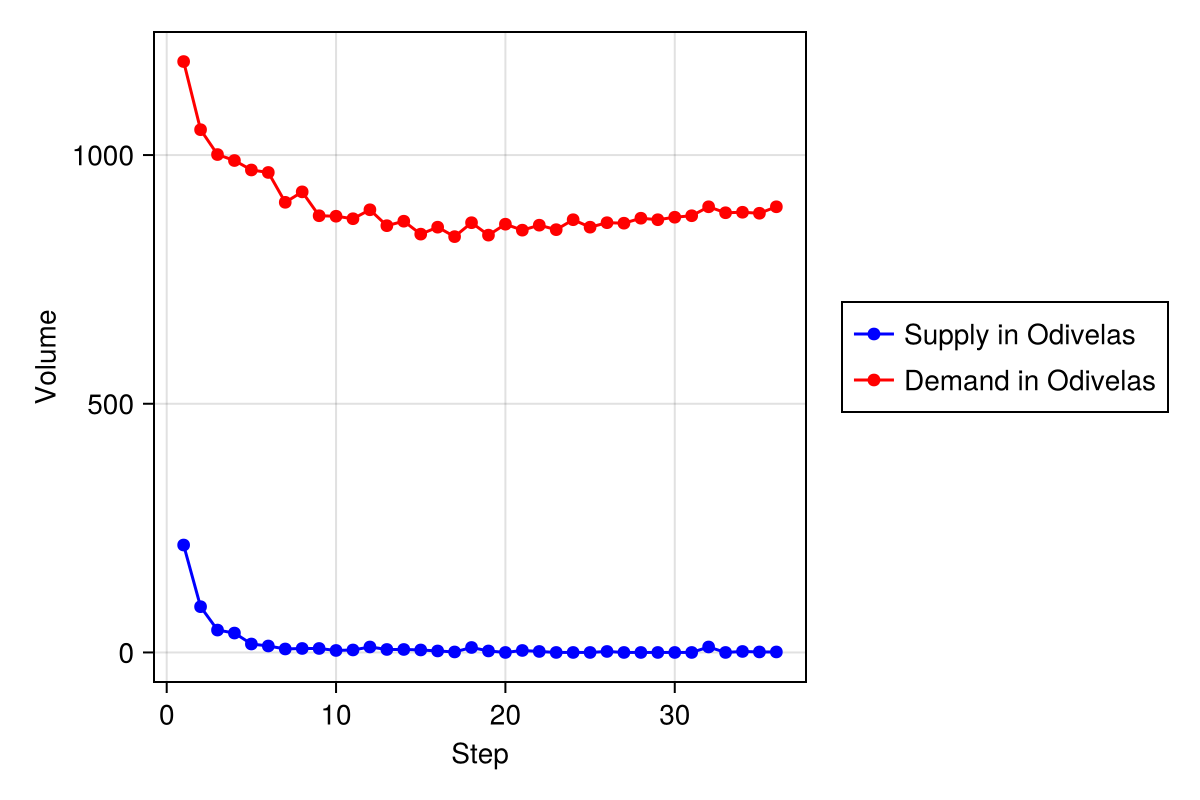 1000
500
0
Volume
0 10 20 30
Step
Supply in Odivelas
Demand in Odivelas